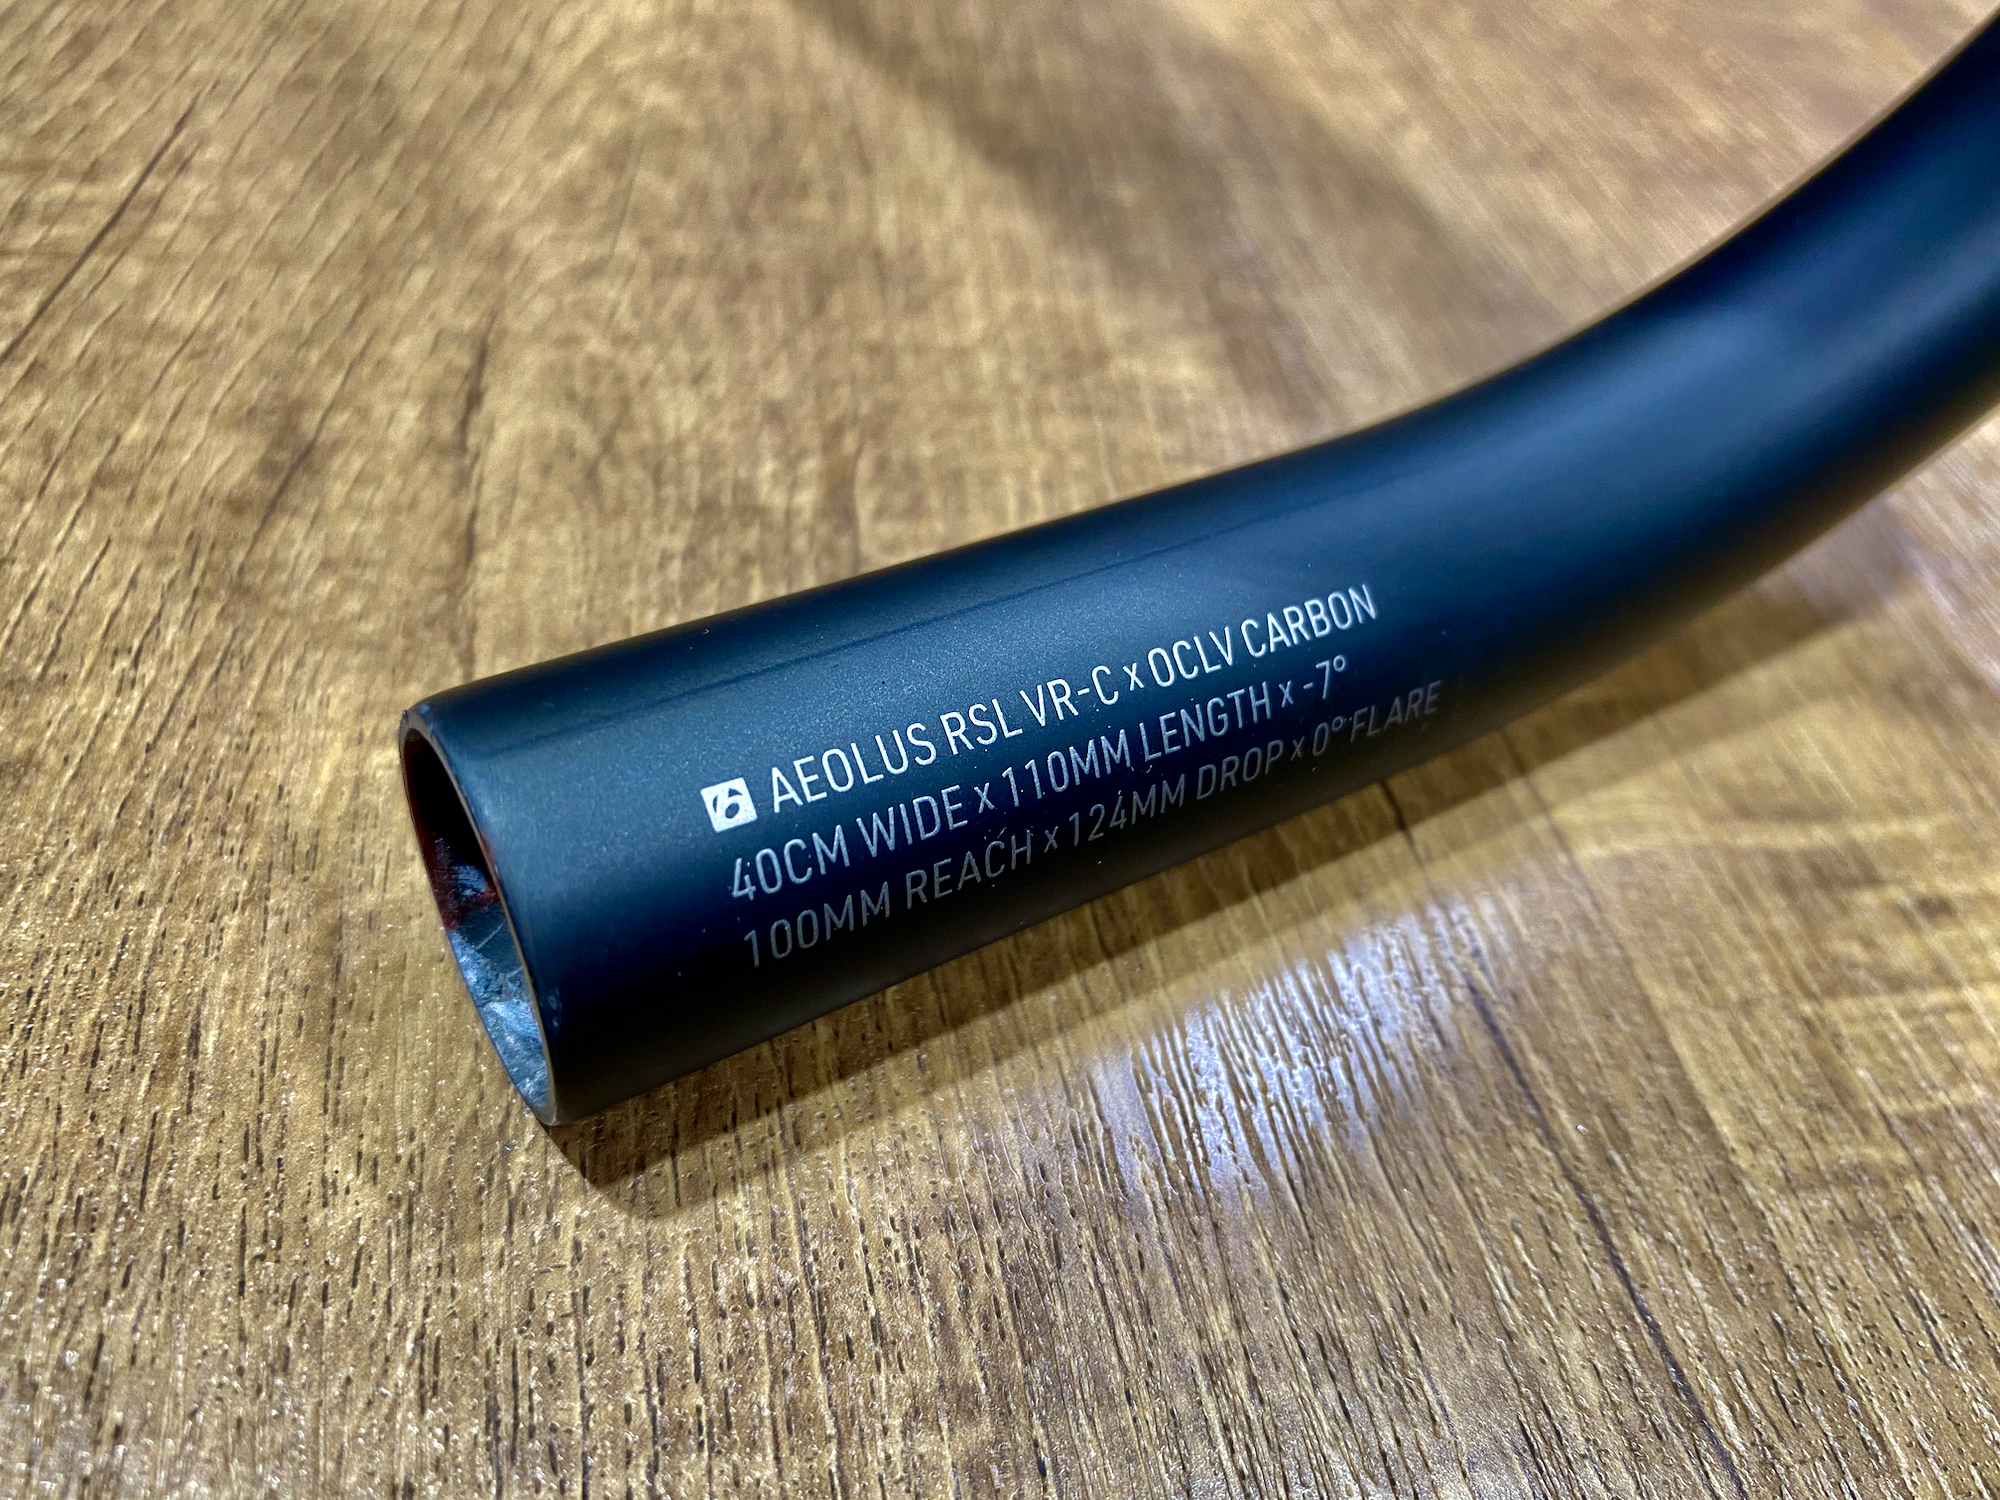 AEOLUS RSL VR-C x OCLV CARBON
40CM WIDE x 110MM LENGTH x -7°
100MM REACH x 124MM DROP x 0° FLARE